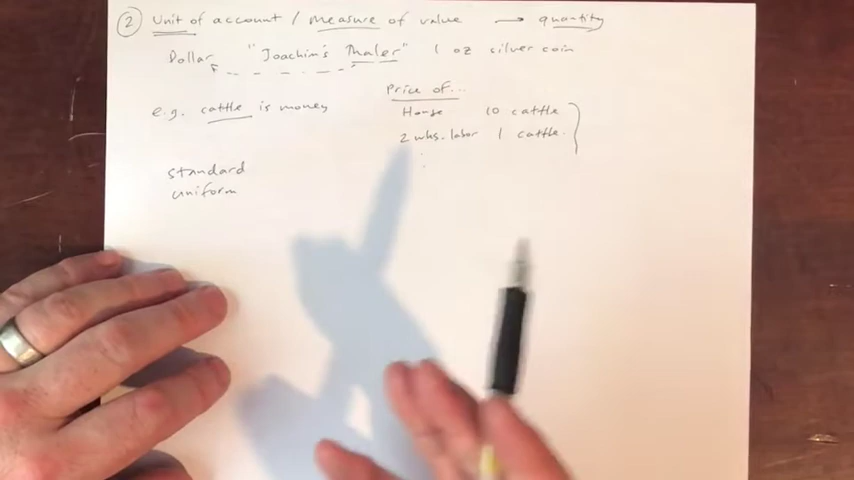 ② Unit of account / measure of value → quantity
Dollar "Joachim's Thaler" 1 oz silver coin
Price of...
e.g. cattle is money
House 10 cattle
2 wks. labor 1 cattle.
standard
uniform